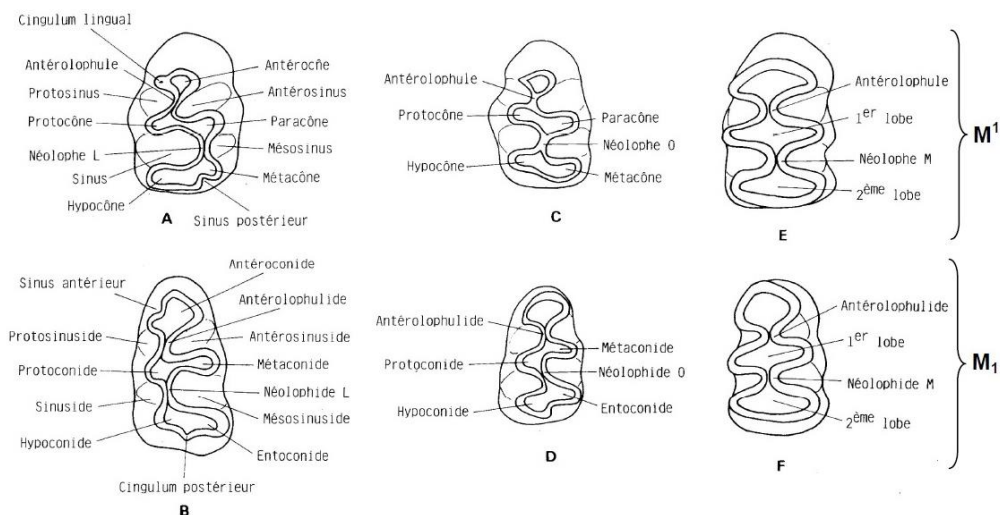 Cingulum lingual
Antérolophule
Antérocñe
Protosinus
Antérosinus
Protocône
Paracône
Néolophe L
Mésosinus
Sinus
Métacône
Hypocône
Sinus postérieur
A
Antérolophule
Protocône
Paracône
Néolophe O
Hypocône
Métacône
C
Antérolophule
1er lobe
Néolophe M
2ème lobe
E
M1
Antéroconide
Sinus antérieur
Antérolophulide
Protosinuside
Antérosinuside
Protoconide
Métaconide
Sinuside
Néolophide L
Mésosinuside
Hypoconide
Entoconide
Cingulum postérieur
B
Antérolophulide
Métaconide
Protoconide
Néolophide O
Hypoconide
Entoconide
D
Antérolophulide
1er lobe
Néolophide M
2ème lobe
F
M1